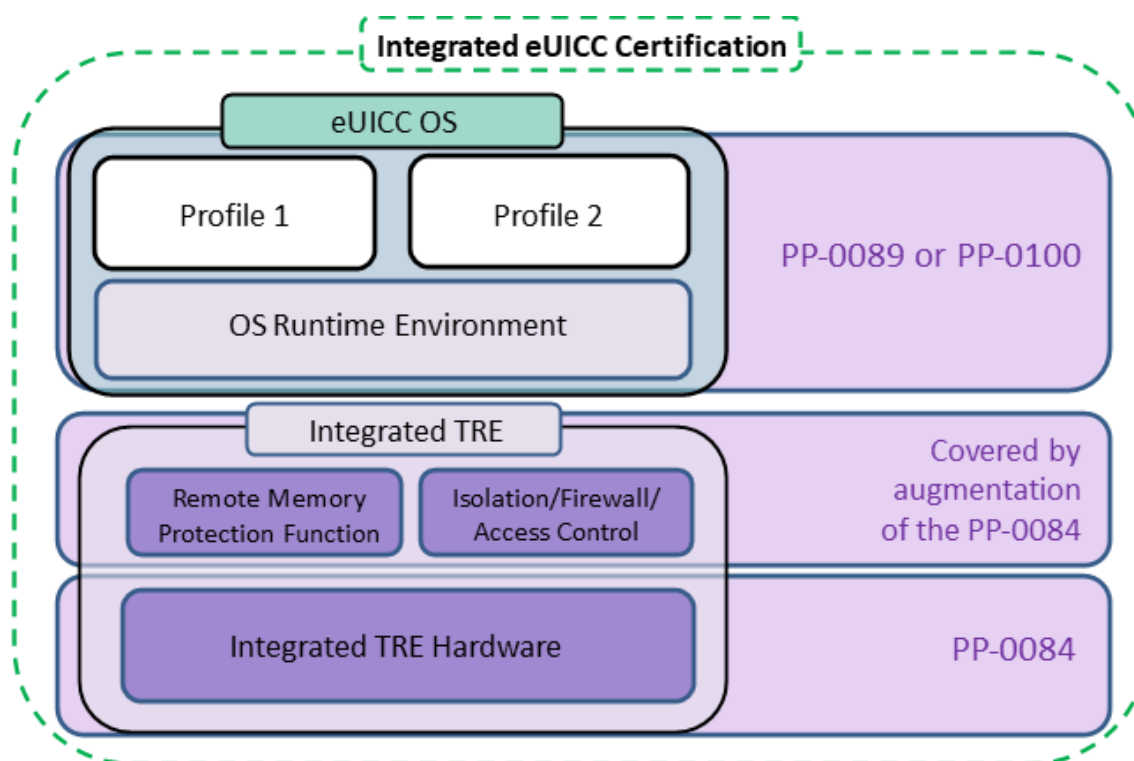 Integrated eUICC Certification
eUICC OS
Profile 1
Profile 2
PP-0089 or PP-0100
OS Runtime Environment
Integrated TRE
Remote Memory
Protection Function
Isolation/Firewall/
Access Control
Covered by
augmentation
of the PP-0084
Integrated TRE Hardware
PP-0084